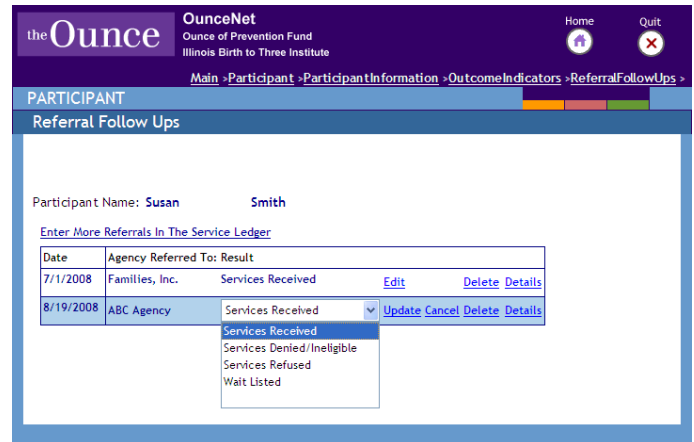 the Ounce
OunceNet
Ounce of Prevention Fund
Illinois Birth to Three Institute
Home
Quit
Main >Participant >ParticipantInformation >OutcomeIndicators >ReferralFollowUps >
PARTICIPANT
Referral Follow Ups
Participant Name: Susan Smith
Enter More Referrals In The Service Ledger
Date Agency Referred To: Result
7/1/2008 Families, Inc. Services Received Edit Delete Details
8/19/2008 ABC Agency Services Received Update Cancel Delete Details
Services Received
Services Denied/Ineligible
Services Refused
Wait Listed